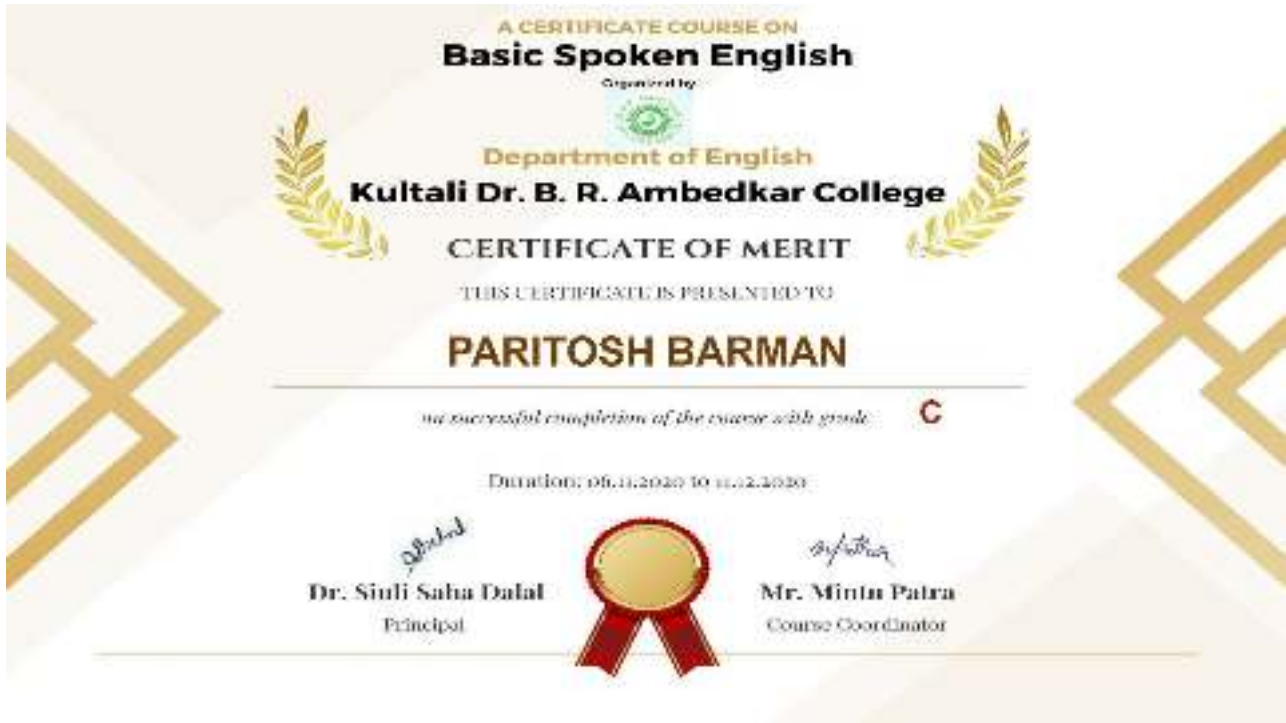 A CERTIFICATE COURSE ON
Basic Spoken English
Organized by
Department of English
Kultali Dr. B. R. Ambedkar College
CERTIFICATE OF MERIT
THIS CERTIFICATE IS PRESENTED TO
PARITOSH BARMAN
on successful completion of the course with grade C
Duration: 06.11.2020 to 11.12.2020
Dr. Siuli Saha Dalal Mr. Mintu Patra
Principal Course Coordinator